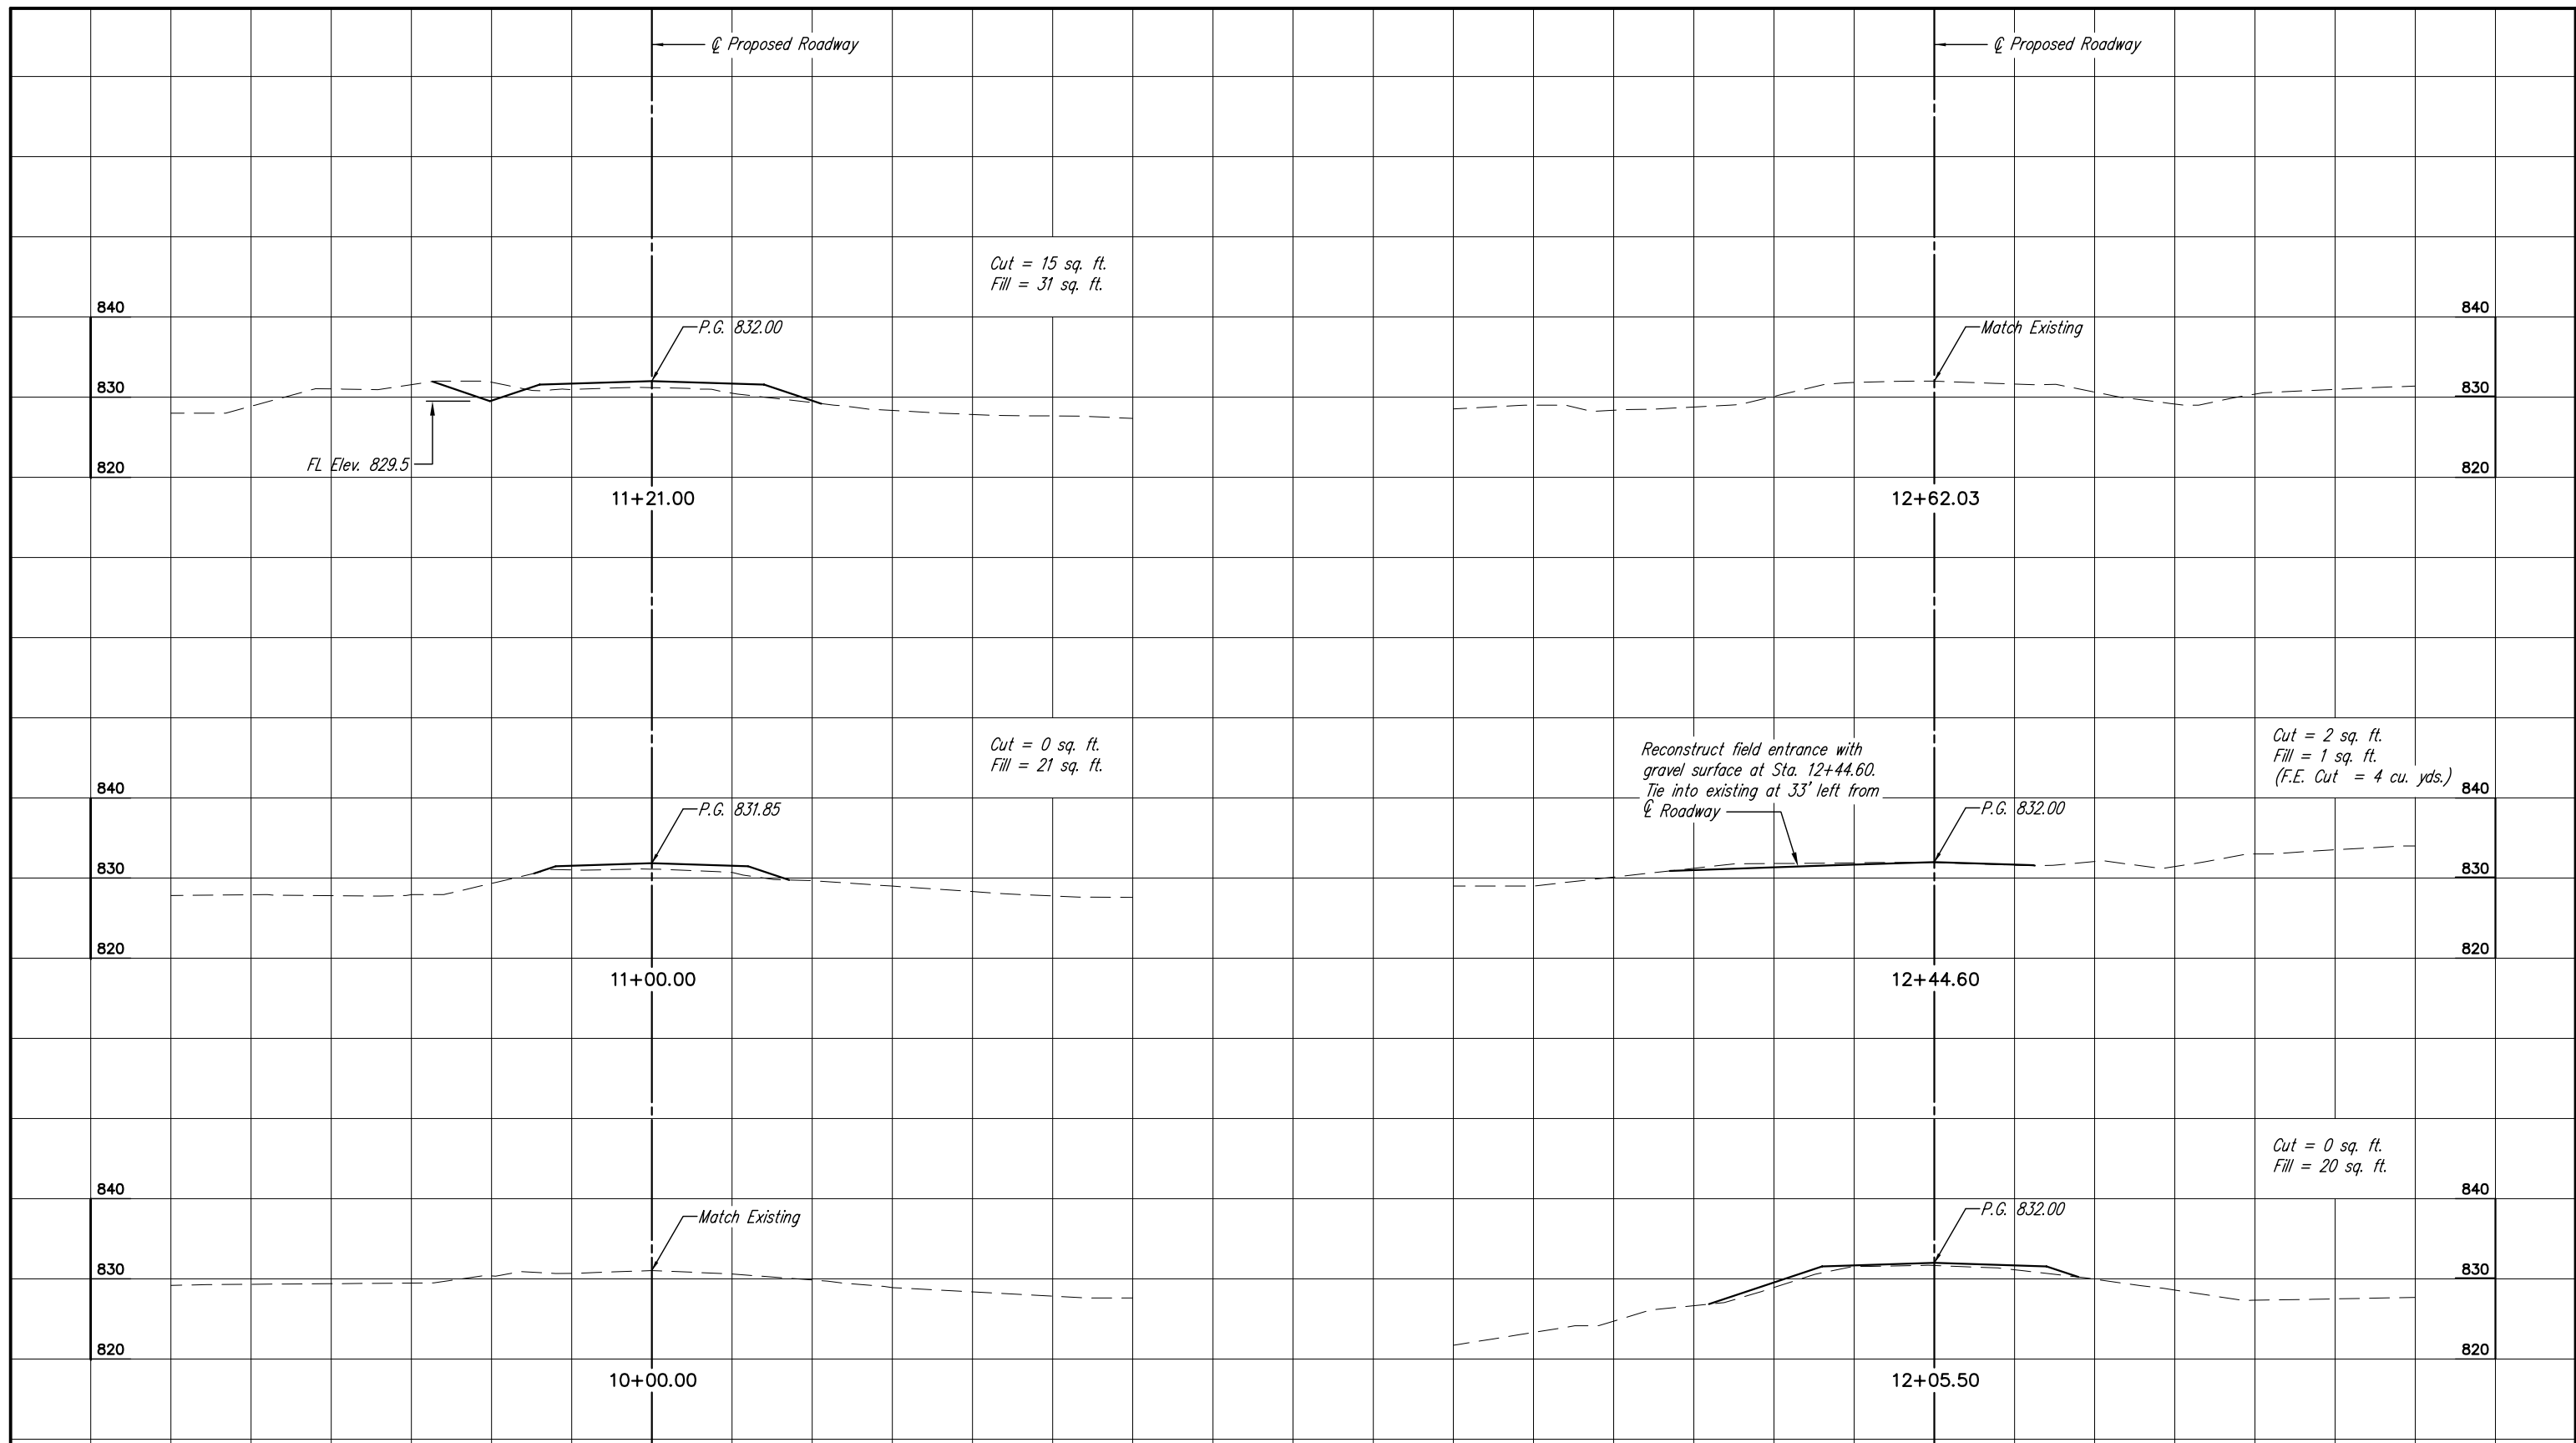 ℄ Proposed Roadway
Cut = 15 sq. ft.
Fill = 31 sq. ft.
840
P.G. 832.00
830
FL Elev. 829.5
820
11+21.00
Cut = 0 sq. ft.
Fill = 21 sq. ft.
840
P.G. 831.85
830
820
11+00.00
840
Match Existing
830
820
10+00.00
℄ Proposed Roadway
840
Match Existing
830
820
12+62.03
Cut = 2 sq. ft.
Fill = 1 sq. ft.
(F.E. Cut = 4 cu. yds.)
Reconstruct field entrance with
gravel surface at Sta. 12+44.60.
Tie into existing at 33' left from
℄ Roadway
840
P.G. 832.00
830
820
12+44.60
Cut = 0 sq. ft.
Fill = 20 sq. ft.
840
P.G. 832.00
830
820
12+05.50